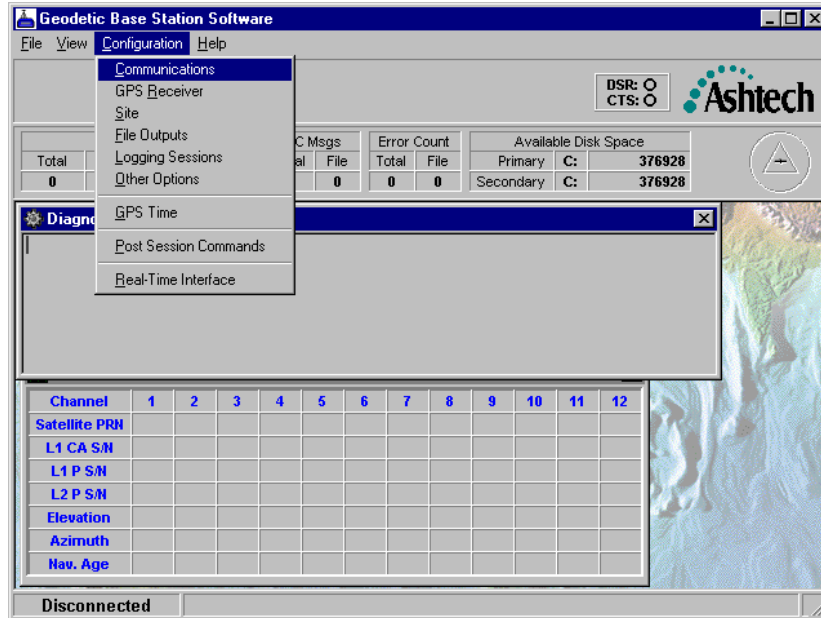 Geodetic Base Station Software
File View Configuration Help
Communications
GPS Receiver
Site
File Outputs
Logging Sessions
Other Options
GPS Time
Post Session Commands
Real-Time Interface
DSR:
CTS:
Ashtech
C Msgs Error Count Available Disk Space
Total al File Total File Primary C: 376928
0 0 0 0 Secondary C: 376928
Diagn
Channel 1 2 3 4 5 6 7 8 9 10 11 12
Satellite PRN
L1 CA S/N
L1 P S/N
L2 P S/N
Elevation
Azimuth
Nav. Age
Disconnected